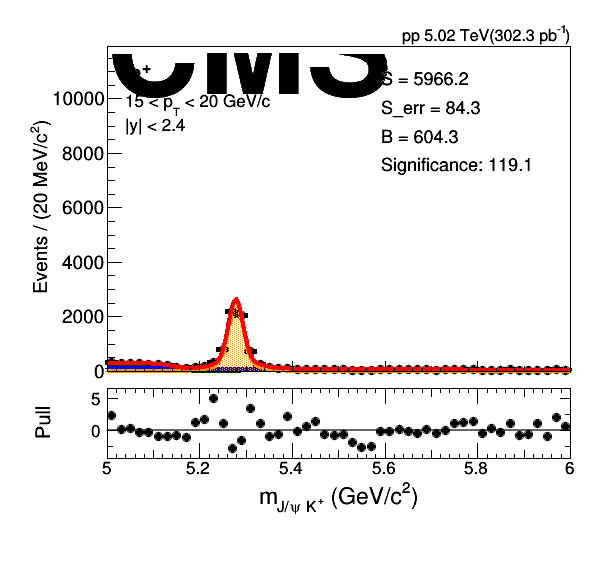 pp 5.02 TeV(302.3 pb⁻¹)
CMS
+
15 < p_T < 20 GeV/c
|y| < 2.4
S = 5966.2
S_err = 84.3
B = 604.3
Significance: 119.1
Events / (20 MeV/c²)
10000
8000
6000
4000
2000
0
Pull
5
0
5 5.2 5.4 5.6 5.8 6
m_{J/ψ K⁺} (GeV/c²)